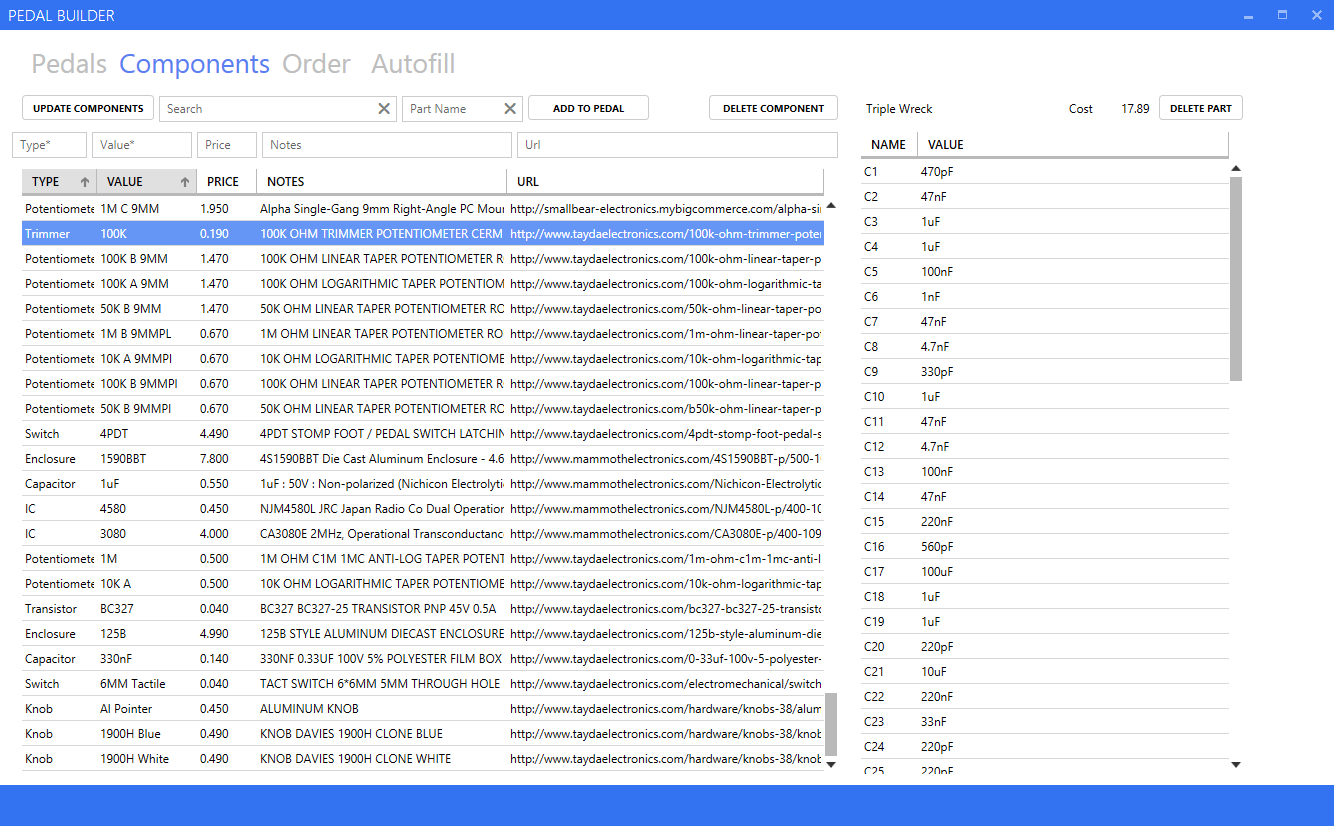 PEDAL BUILDER
Pedals Components Order Autofill
UPDATE COMPONENTS Search Part Name ADD TO PEDAL DELETE COMPONENT
Type* Value* Price Notes Url
TYPE VALUE PRICE NOTES URL
Potentiomete 1M C 9MM 1.950 Alpha Single-Gang 9mm Right-Angle PC Mour http://smallbear-electronics.mybigcommerce.com/alpha-si
Trimmer 100K 0.190 100K OHM TRIMMER POTENTIOMETER CERM http://www.taydaelectronics.com/100k-ohm-trimmer-poter
Potentiomete 100K B 9MM 1.470 100K OHM LINEAR TAPER POTENTIOMETER R http://www.taydaelectronics.com/100k-ohm-linear-taper-p
Potentiomete 100K A 9MM 1.470 100K OHM LOGARITHMIC TAPER POTENTIOM http://www.taydaelectronics.com/100k-ohm-logarithmic-ta
Potentiomete 50K B 9MM 1.470 50K OHM LINEAR TAPER POTENTIOMETER RC http://www.taydaelectronics.com/50k-ohm-linear-taper-po
Potentiomete 1M B 9MMPL 0.670 1M OHM LINEAR TAPER POTENTIOMETER RO http://www.taydaelectronics.com/1m-ohm-linear-taper-po
Potentiomete 10K A 9MMPl 0.670 10K OHM LOGARITHMIC TAPER POTENTIOME http://www.taydaelectronics.com/10k-ohm-logarithmic-tap
Potentiomete 100K B 9MMPl 0.670 100K OHM LINEAR TAPER POTENTIOMETER R http://www.taydaelectronics.com/100k-ohm-linear-taper-p
Potentiomete 50K B 9MMPl 0.670 50K OHM LINEAR TAPER POTENTIOMETER RC http://www.taydaelectronics.com/b50k-ohm-linear-taper-p
Switch 4PDT 4.490 4PDT STOMP FOOT / PEDAL SWITCH LATCHIN http://www.taydaelectronics.com/4pdt-stomp-foot-pedal-s
Enclosure 1590BBT 7.800 4S1590BBT Die Cast Aluminum Enclosure - 4.6 http://www.mammothelectronics.com/4S1590BBT-p/500-1
Capacitor 1uF 0.550 1uF : 50V : Non-polarized (Nichicon Electrolyti http://www.mammothelectronics.com/Nichicon-Electrolytic
IC 4580 0.450 NJM4580L JRC Japan Radio Co Dual Operation http://www.mammothelectronics.com/NJM4580L-p/400-10
IC 3080 4.000 CA3080E 2MHz, Operational Transconductanc http://www.mammothelectronics.com/CA3080E-p/400-109
Potentiomete 1M 0.500 1M OHM C1M 1MC ANTI-LOG TAPER POTENT http://www.taydaelectronics.com/1m-ohm-c1m-1mc-anti-l
Potentiomete 10K A 0.500 10K OHM LOGARITHMIC TAPER POTENTIOME http://www.taydaelectronics.com/10k-ohm-logarithmic-tap
Transistor BC327 0.040 BC327 BC327-25 TRANSISTOR PNP 45V 0.5A http://www.taydaelectronics.com/bc327-bc327-25-transistc
Enclosure 125B 4.990 125B STYLE ALUMINUM DIECAST ENCLOSURE http://www.taydaelectronics.com/125b-style-aluminum-die
Capacitor 330nF 0.140 330NF 0.33UF 100V 5% POLYESTER FILM BOX http://www.taydaelectronics.com/0-33uf-100v-5-polyester-
Switch 6MM Tactile 0.040 TACT SWITCH 6*6MM 5MM THROUGH HOLE http://www.taydaelectronics.com/electromechanical/switch
Knob Al Pointer 0.450 ALUMINUM KNOB http://www.taydaelectronics.com/hardware/knobs-38/alum
Knob 1900H Blue 0.490 KNOB DAVIES 1900H CLONE BLUE http://www.taydaelectronics.com/hardware/knobs-38/knob
Knob 1900H White 0.490 KNOB DAVIES 1900H CLONE WHITE http://www.taydaelectronics.com/hardware/knobs-38/knob
Triple Wreck Cost 17.89 DELETE PART
NAME VALUE
C1 470pF
C2 47nF
C3 1uF
C4 1uF
C5 100nF
C6 1nF
C7 47nF
C8 4.7nF
C9 330pF
C10 1uF
C11 47nF
C12 4.7nF
C13 100nF
C14 47nF
C15 220nF
C16 560pF
C17 100uF
C18 1uF
C19 1uF
C20 220pF
C21 10uF
C22 220nF
C23 33nF
C24 220pF
C25 220nF